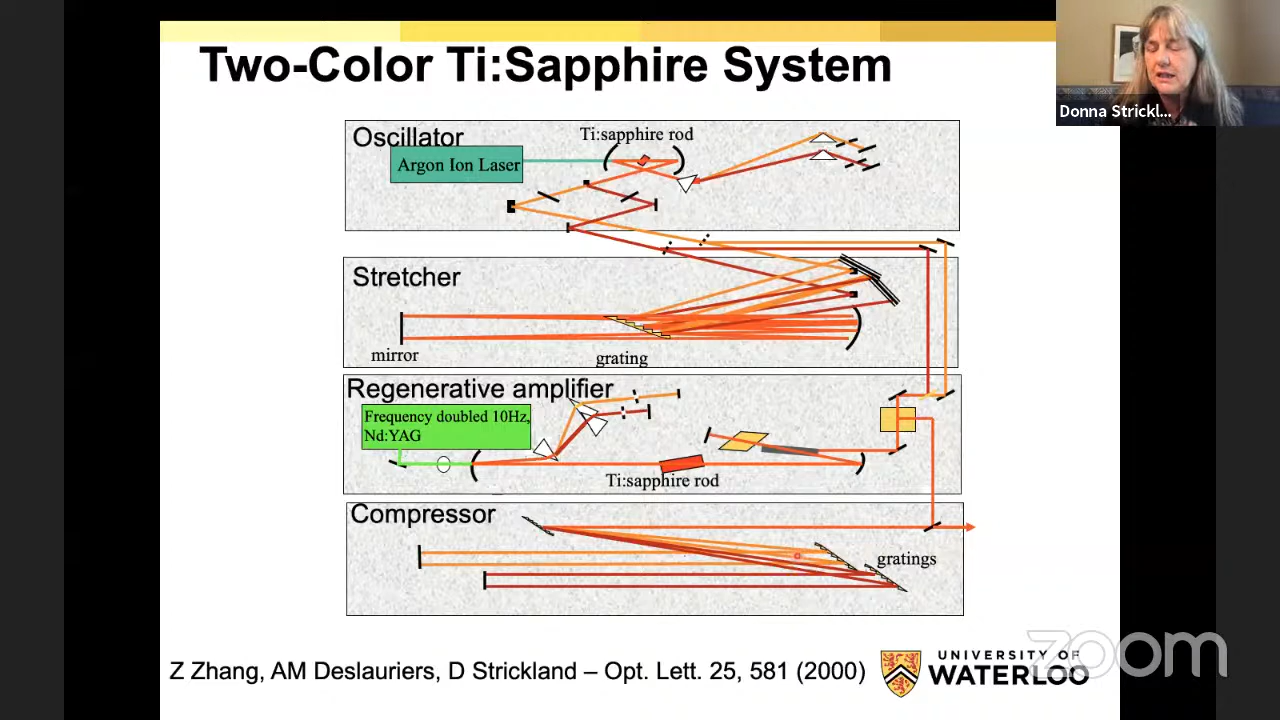 Two-Color Ti:Sapphire System
Donna Strickl...
Oscillator
Ti:sapphire rod
Argon Ion Laser
Stretcher
mirror
grating
Regenerative amplifier
Frequency doubled 10Hz,
Nd:YAG
Ti:sapphire rod
Compressor
gratings
Z Zhang, AM Deslauriers, D Strickland – Opt. Lett. 25, 581 (2000)
UNIVERSITY OF
WATERLOO
zoom